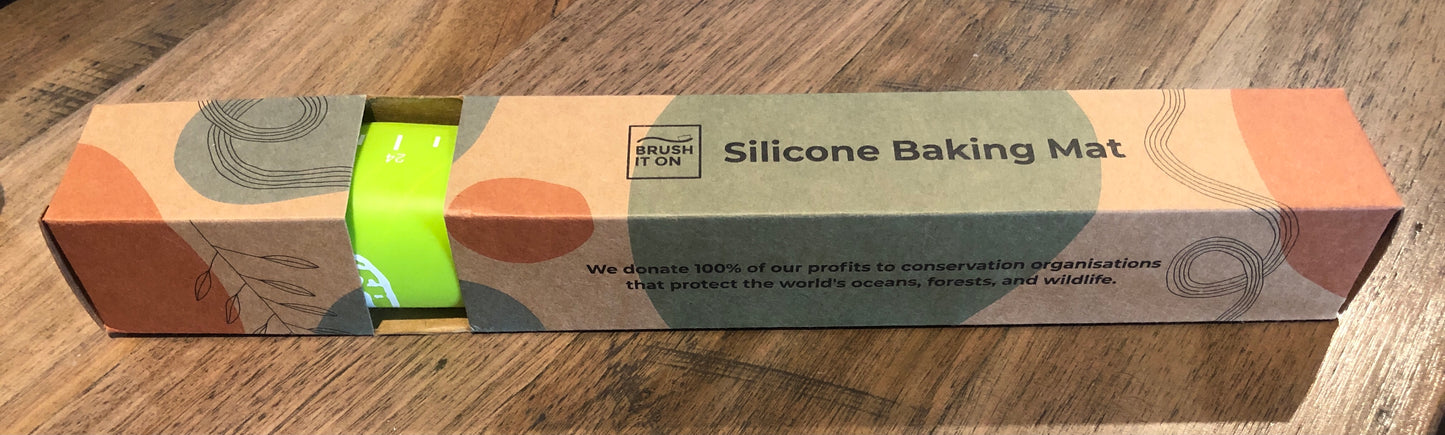 24
BRUSH
IT ON
Silicone Baking Mat
We donate 100% of our profits to conservation organisations
that protect the world's oceans, forests, and wildlife.